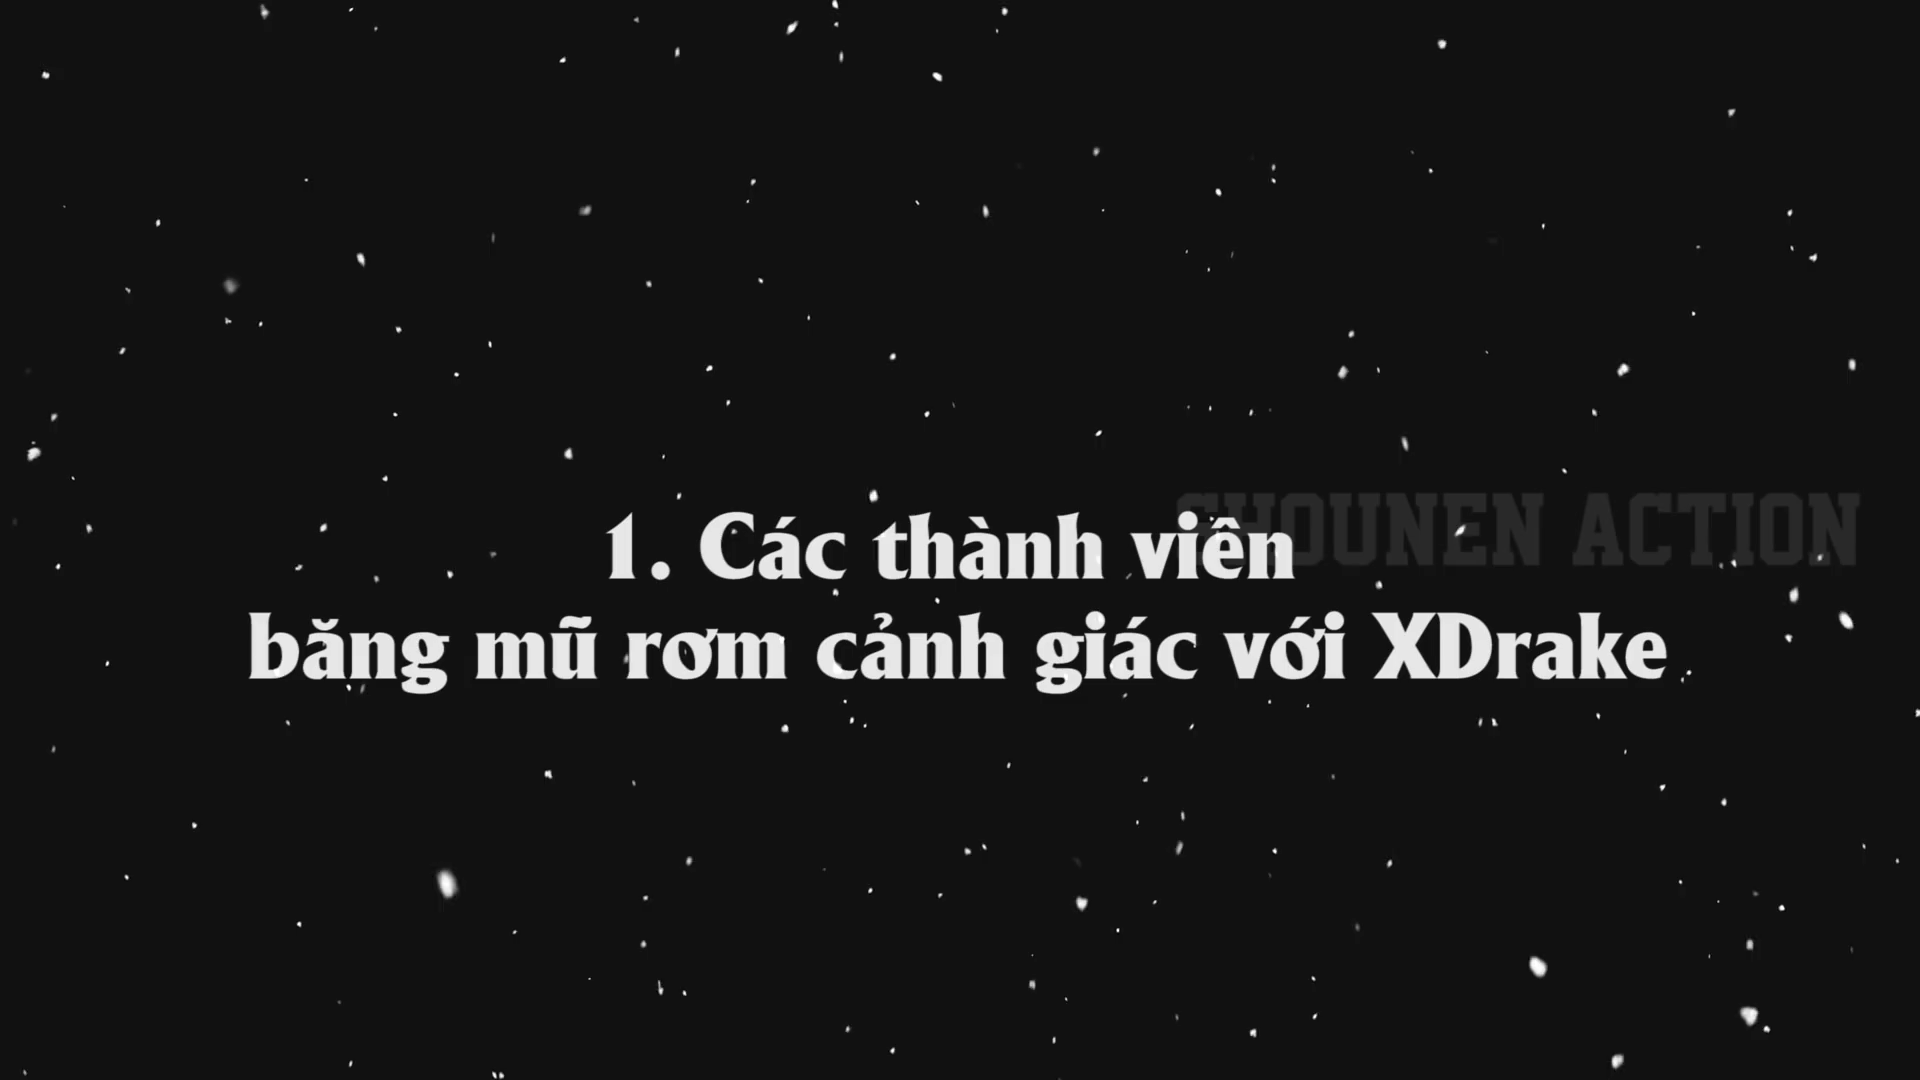 SHOUNEN ACTION
1. Các thành viên
băng mũ rơm cảnh giác với XDrake